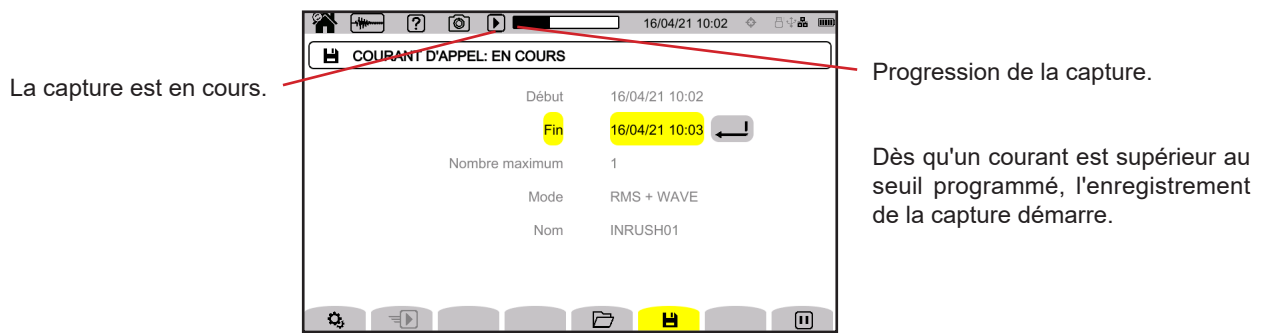 16/04/21 10:02
COURANT D'APPEL: EN COURS
La capture est en cours.
Progression de la capture.
Début 16/04/21 10:02
Fin 16/04/21 10:03
Nombre maximum 1
Mode RMS + WAVE
Nom INRUSH01
Dès qu'un courant est supérieur au
seuil programmé, l'enregistrement
de la capture démarre.